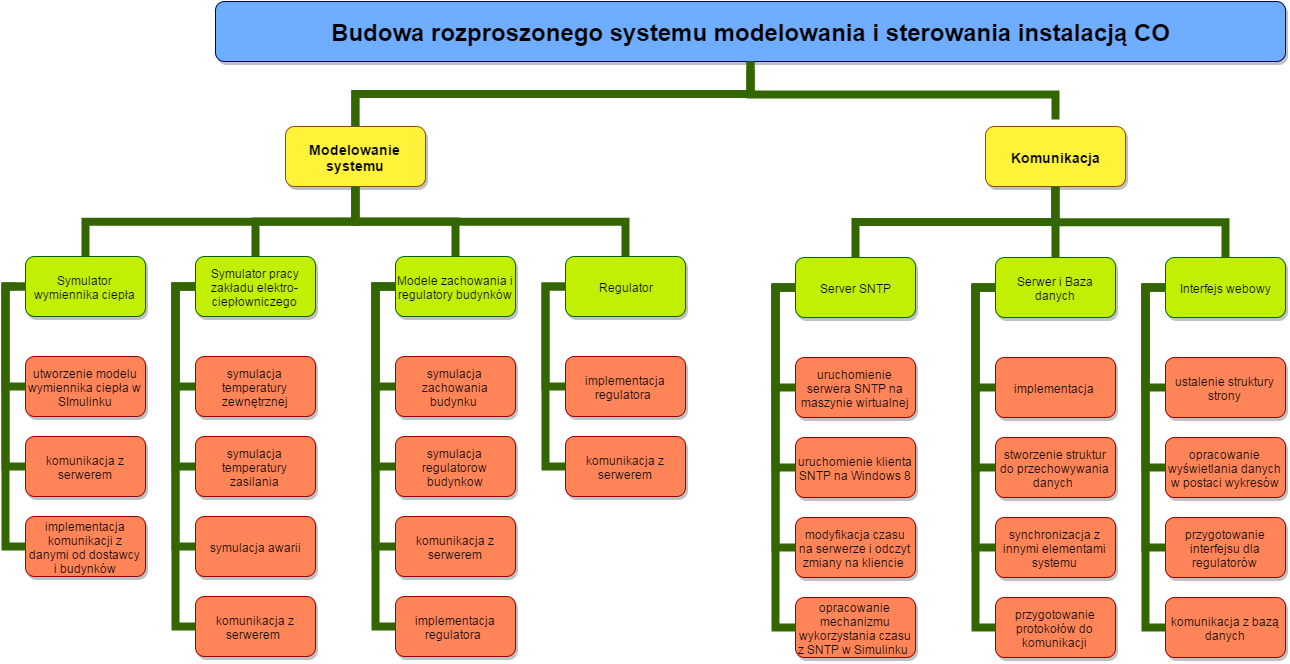 Budowa rozproszonego systemu modelowania i sterowania instalacją CO
Modelowanie
systemu
Komunikacja
Symulator
wymiennika ciepła
Symulator pracy
zakładu elektro-
ciepłowniczego
Modele zachowania i
regulatory budynków
Regulator
Server SNTP
Serwer i Baza
danych
Interfejs webowy
utworzenie modelu
wymiennika ciepła w
SImulinku
komunikacja z
serwerem
implementacja
komunikacji z
danymi od dostawcy
i budynków
symulacja
temperatury
zewnętrznej
symulacja
temperatury
zasilania
symulacja awarii
komunikacja z
serwerem
symulacja
zachowania
budynku
symulacja
regulatorow
budynkow
komunikacja z
serwerem
implementacja
regulatora
implementacja
regulatora
komunikacja z
serwerem
uruchomienie
serwera SNTP na
maszynie wirtualnej
uruchomienie klienta
SNTP na Windows 8
modyfikacja czasu
na serwerze i odczyt
zmiany na kliencie
opracowanie
mechanizmu
wykorzystania czasu
z SNTP w Simulinku
implementacja
stworzenie struktur
do przechowywania
danych
synchronizacja z
innymi elementami
systemu
przygotowanie
protokołów do
komunikacji
ustalenie struktury
strony
opracowanie
wyświetlania danych
w postaci wykresów
przygotowanie
interfejsu dla
regulatorów
komunikacja z bazą
danych